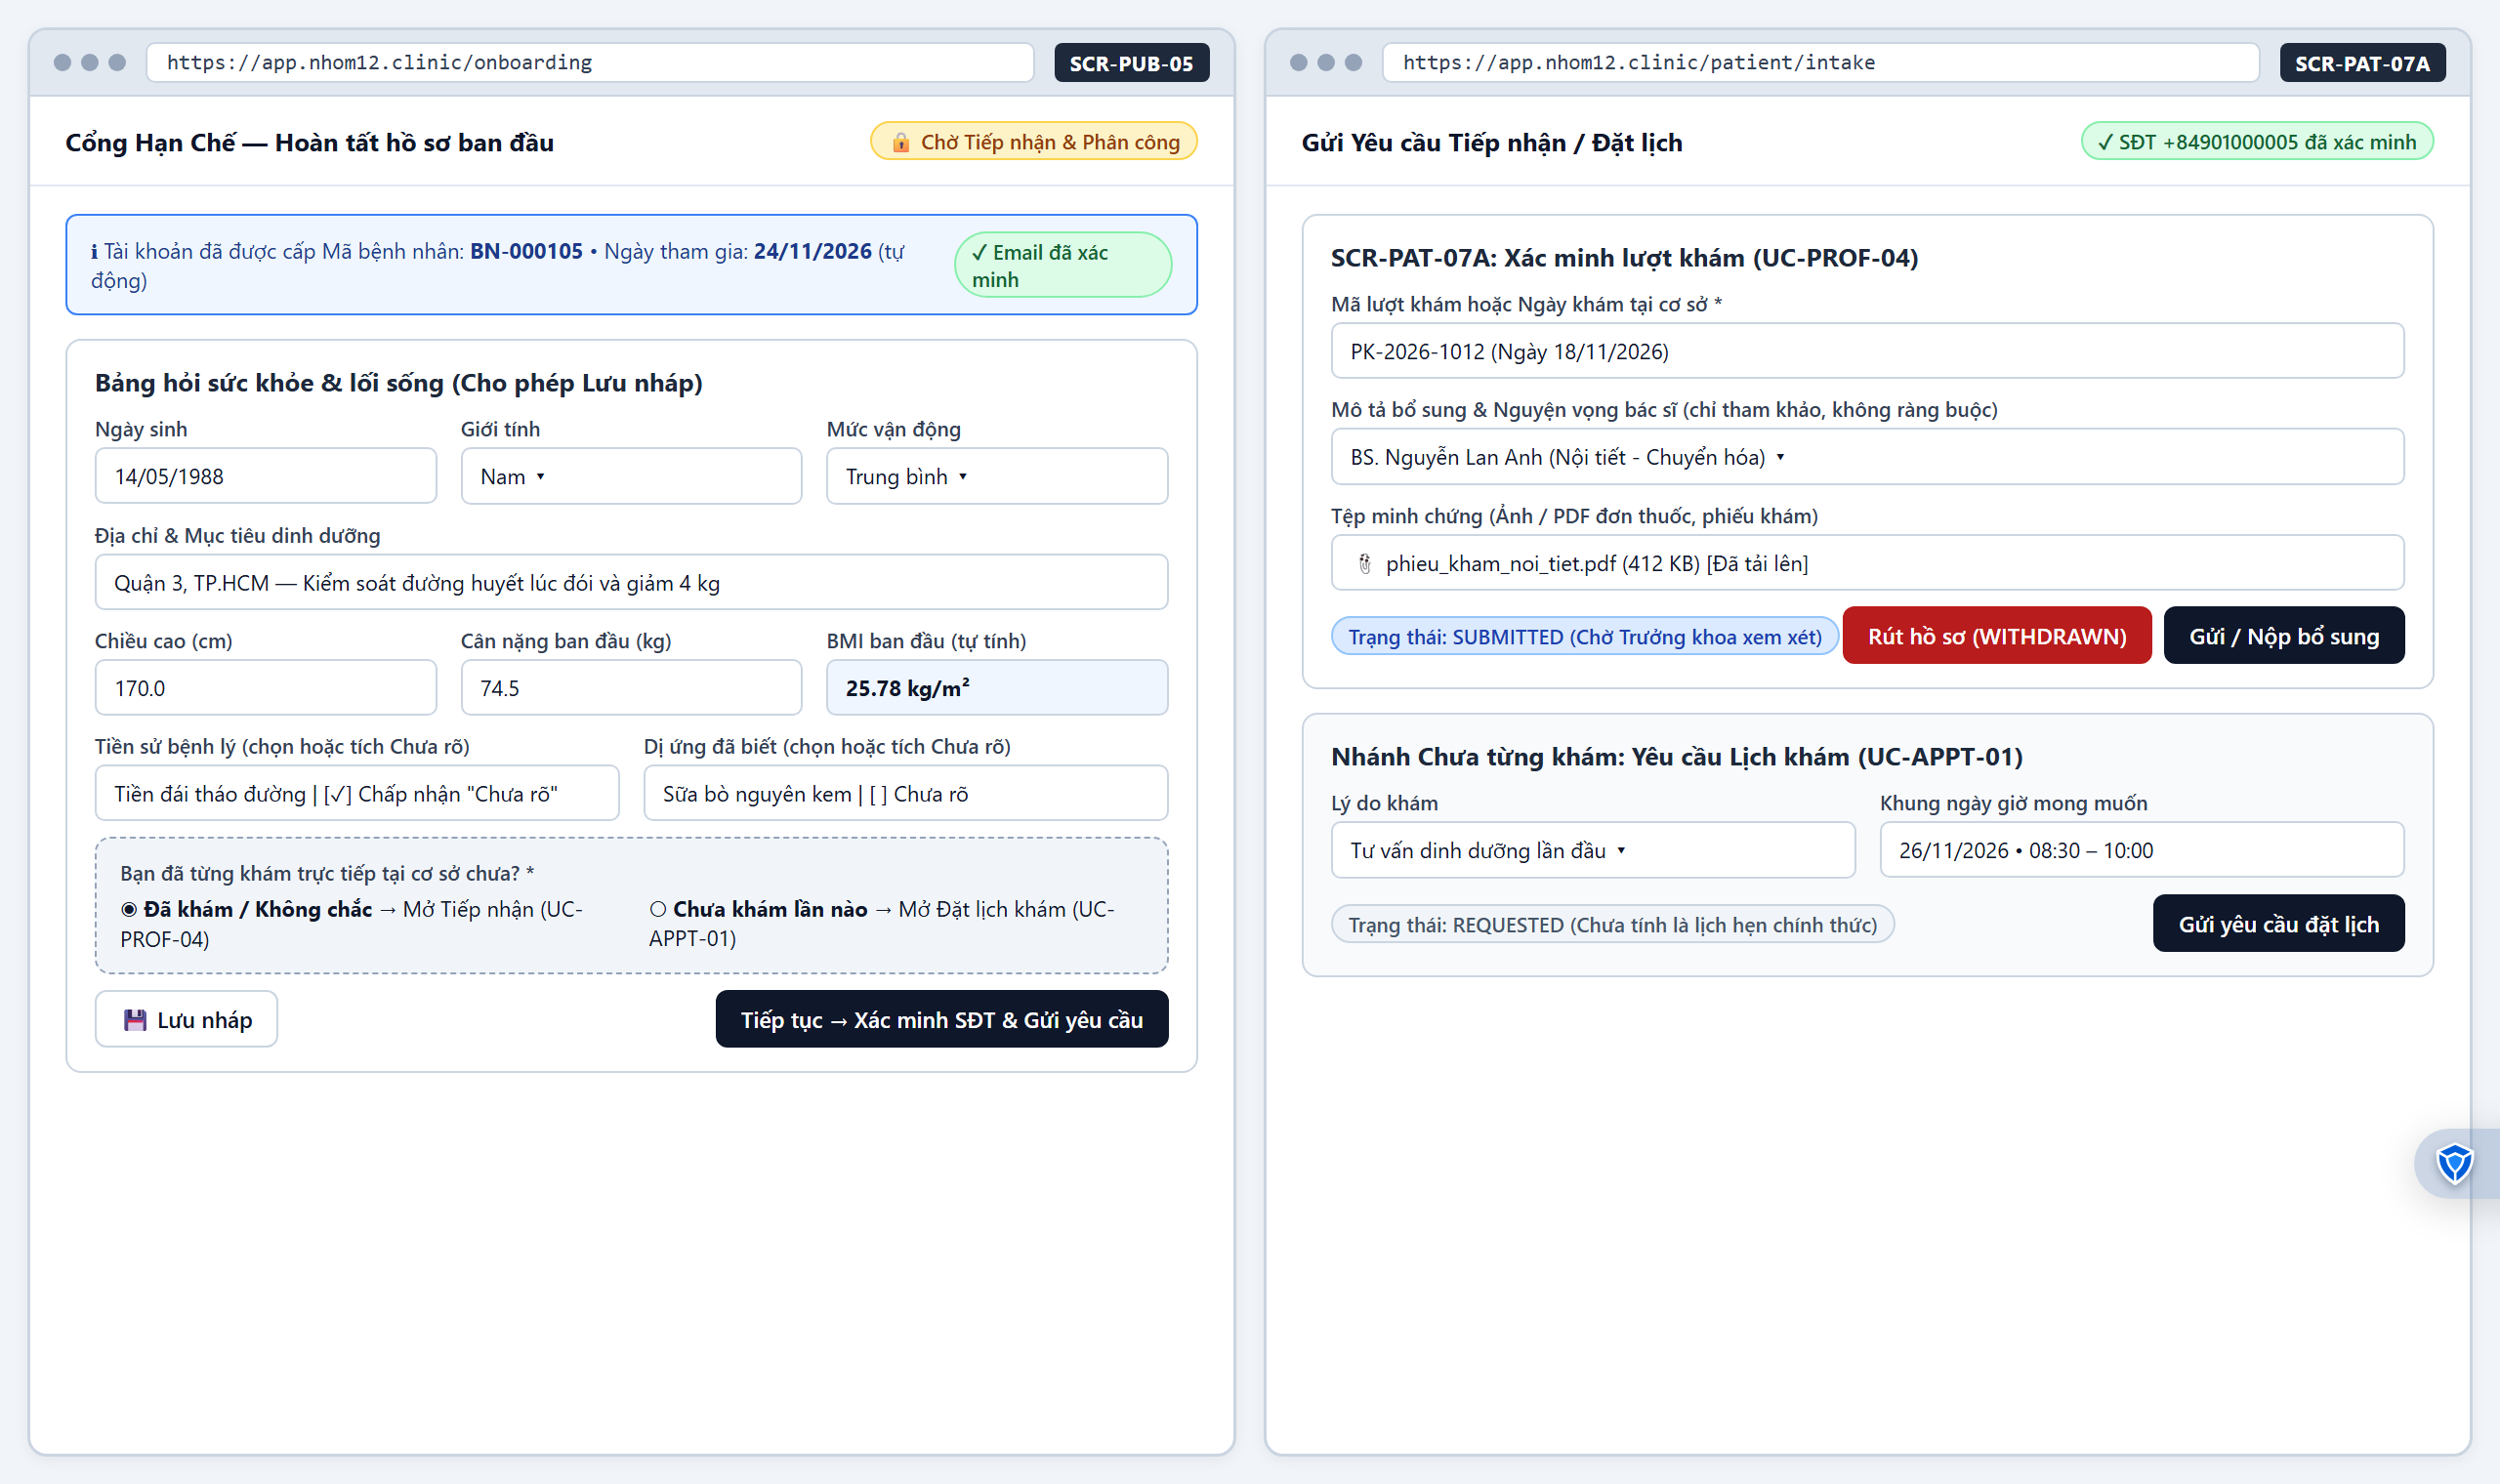 https://app.nhom12.clinic/onboarding
SCR-PUB-05
Cổng Hạn Chế — Hoàn tất hồ sơ ban đầu
🔒 Chờ Tiếp nhận & Phân công
ℹ Tài khoản đã được cấp Mã bệnh nhân: BN-000105 • Ngày tham gia: 24/11/2026 (tự
động)
✓ Email đã xác
minh
Bảng hỏi sức khỏe & lối sống (Cho phép Lưu nháp)
Ngày sinh
Giới tính
Mức vận động
14/05/1988
Nam ▾
Trung bình ▾
Địa chỉ & Mục tiêu dinh dưỡng
Quận 3, TP.HCM — Kiểm soát đường huyết lúc đói và giảm 4 kg
Chiều cao (cm)
Cân nặng ban đầu (kg)
BMI ban đầu (tự tính)
170.0
74.5
25.78 kg/m²
Tiền sử bệnh lý (chọn hoặc tích Chưa rõ)
Dị ứng đã biết (chọn hoặc tích Chưa rõ)
Tiền đái tháo đường | [✓] Chấp nhận "Chưa rõ"
Sữa bò nguyên kem | [ ] Chưa rõ
Bạn đã từng khám trực tiếp tại cơ sở chưa? *
◉ Đã khám / Không chắc → Mở Tiếp nhận (UC-
PROF-04)
○ Chưa khám lần nào → Mở Đặt lịch khám (UC-
APPT-01)
💾 Lưu nháp
Tiếp tục → Xác minh SĐT & Gửi yêu cầu
https://app.nhom12.clinic/patient/intake
SCR-PAT-07A
Gửi Yêu cầu Tiếp nhận / Đặt lịch
✓ SĐT +84901000005 đã xác minh
SCR-PAT-07A: Xác minh lượt khám (UC-PROF-04)
Mã lượt khám hoặc Ngày khám tại cơ sở *
PK-2026-1012 (Ngày 18/11/2026)
Mô tả bổ sung & Nguyện vọng bác sĩ (chỉ tham khảo, không ràng buộc)
BS. Nguyễn Lan Anh (Nội tiết - Chuyển hóa) ▾
Tệp minh chứng (Ảnh / PDF đơn thuốc, phiếu khám)
📎 phieu_kham_noi_tiet.pdf (412 KB) [Đã tải lên]
Trạng thái: SUBMITTED (Chờ Trưởng khoa xem xét)
Rút hồ sơ (WITHDRAWN)
Gửi / Nộp bổ sung
Nhánh Chưa từng khám: Yêu cầu Lịch khám (UC-APPT-01)
Lý do khám
Khung ngày giờ mong muốn
Tư vấn dinh dưỡng lần đầu ▾
26/11/2026 • 08:30 – 10:00
Trạng thái: REQUESTED (Chưa tính là lịch hẹn chính thức)
Gửi yêu cầu đặt lịch